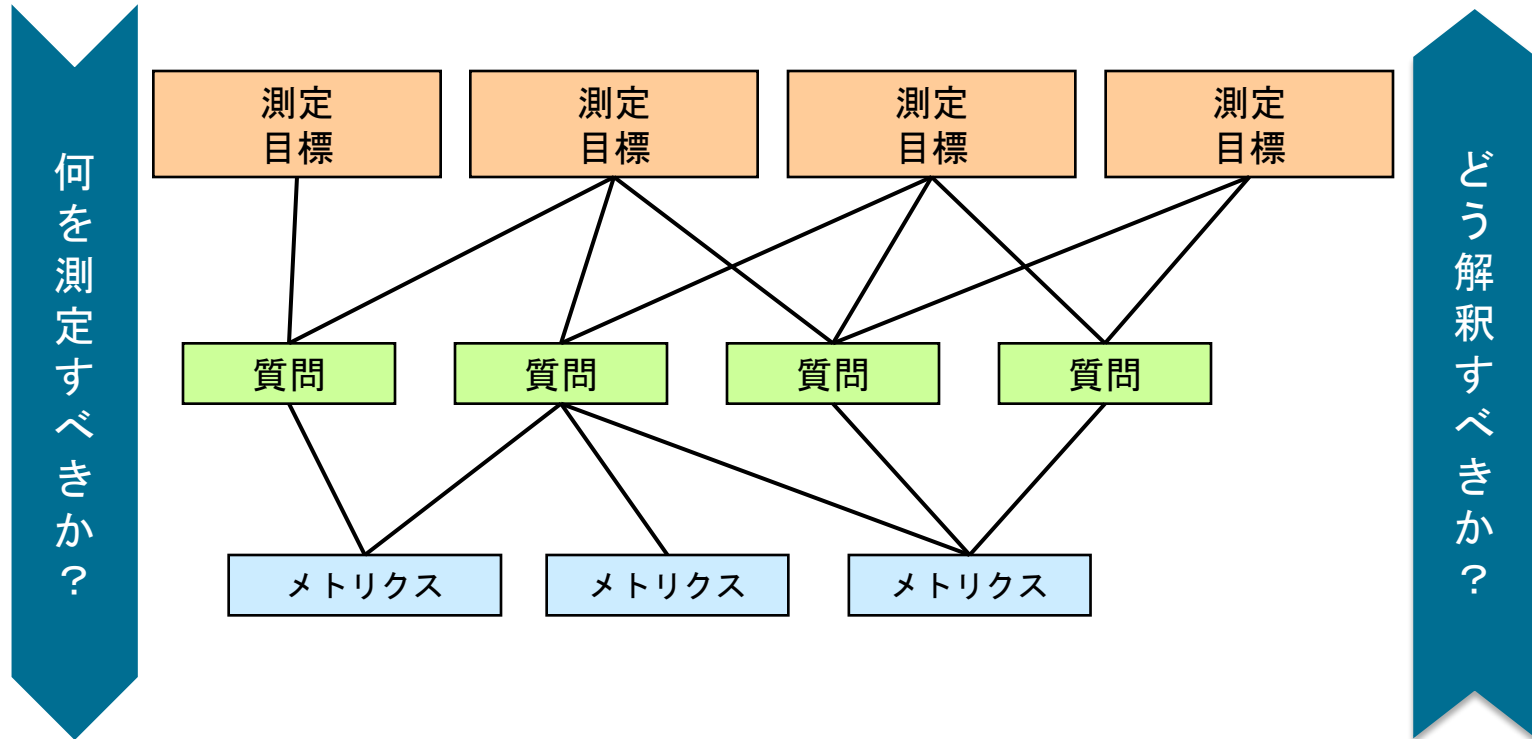 何を測定すべきか？
測定
目標
測定
目標
測定
目標
測定
目標
質問
質問
質問
質問
メトリクス
メトリクス
メトリクス
どう解釈すべきか？